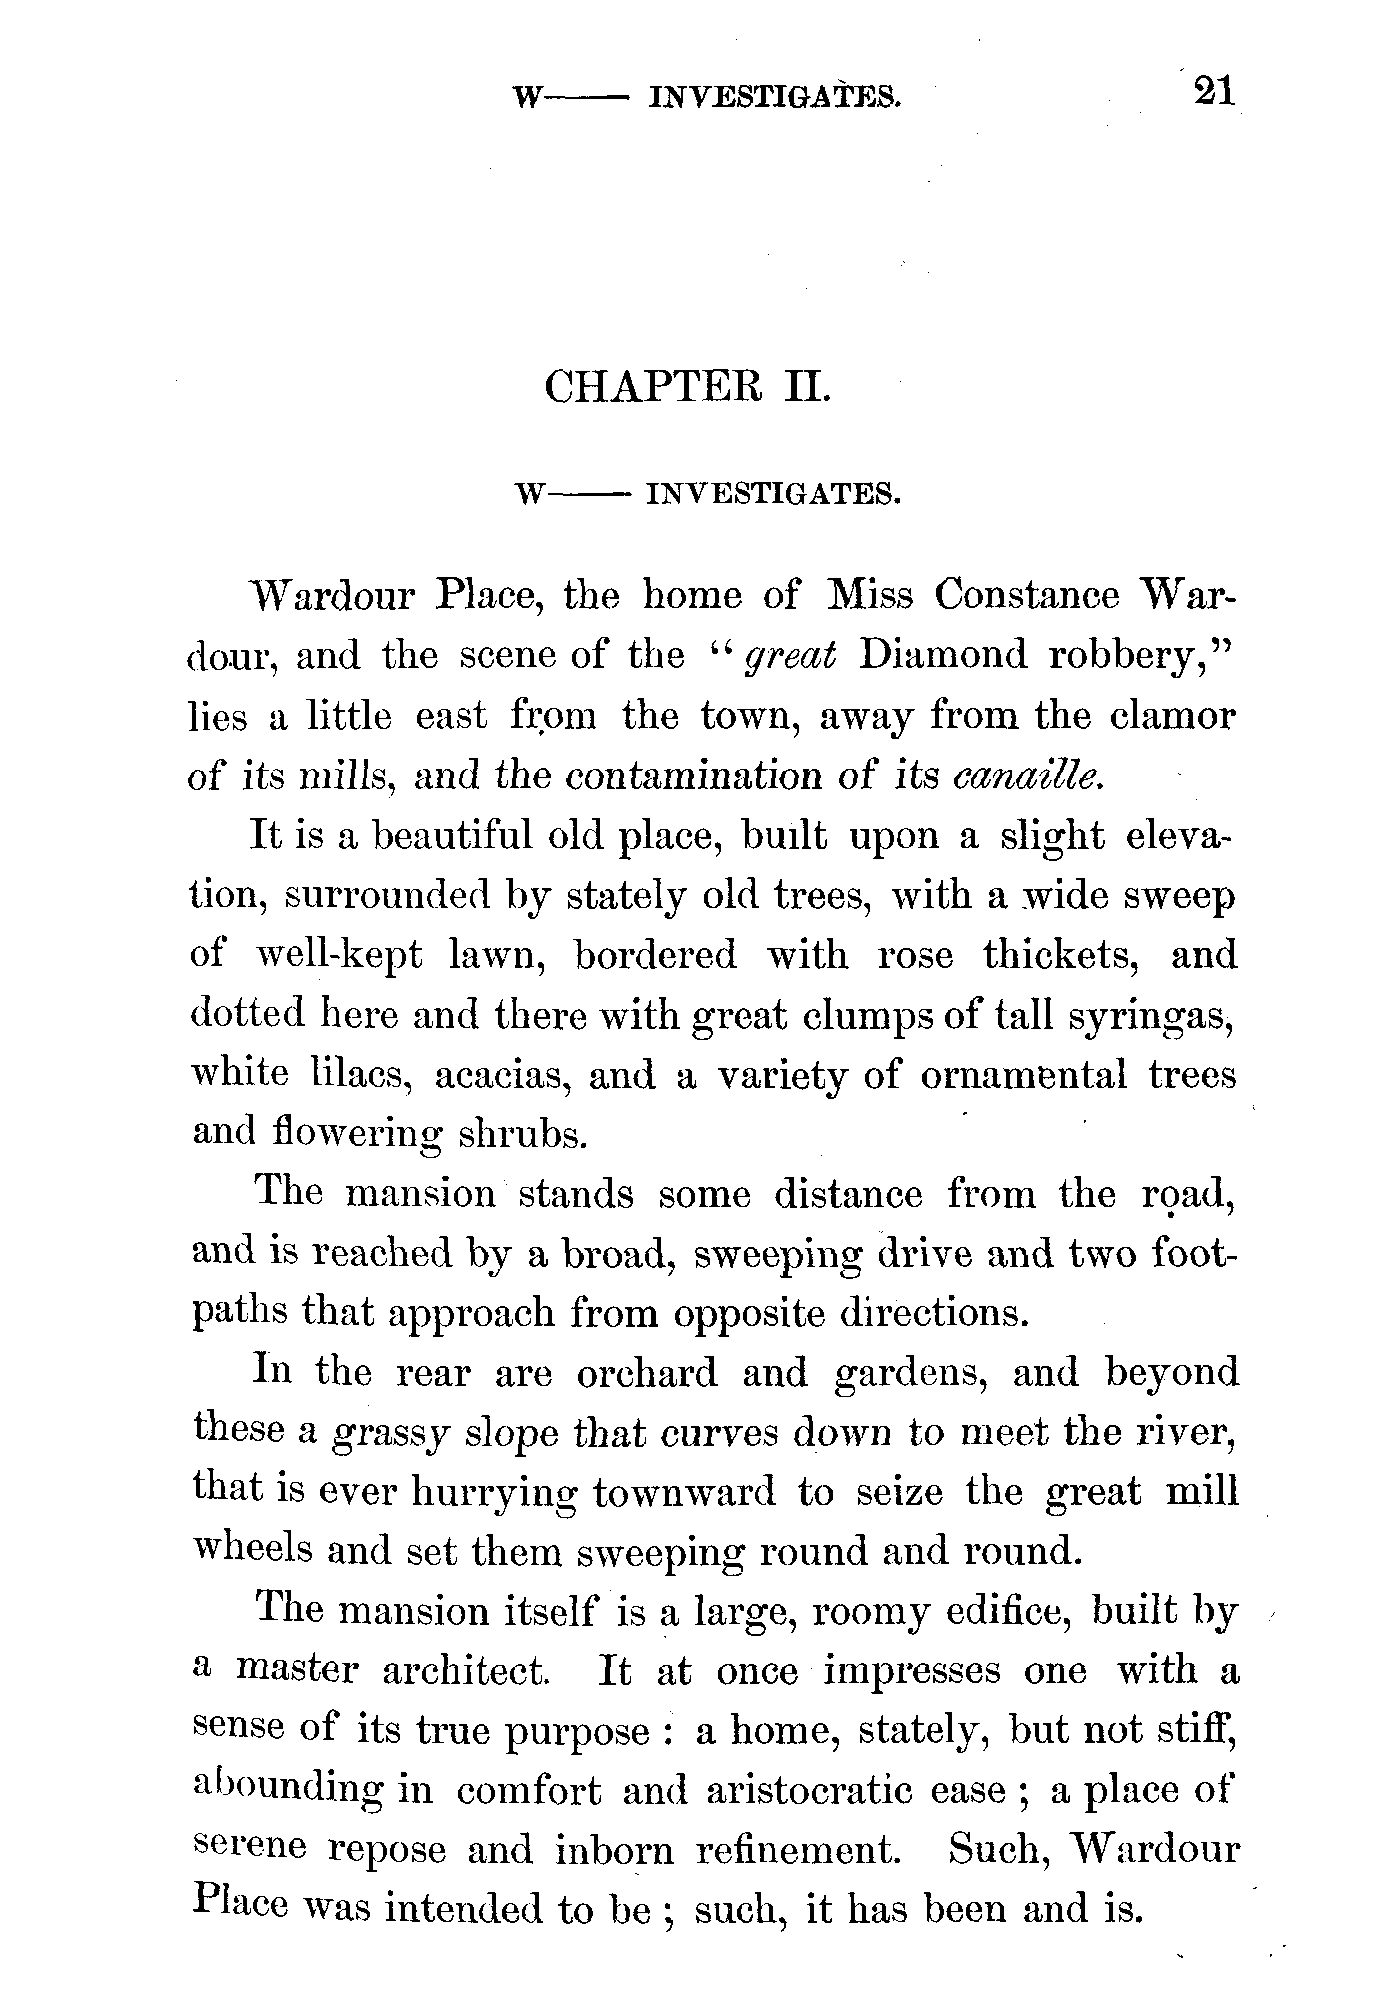 W—— INVESTIGATES. 21
CHAPTER II.
W—— INVESTIGATES.
Wardour Place, the home of Miss Constance War-
dour, and the scene of the "great Diamond robbery,"
lies a little east from the town, away from the clamor
of its mills, and the contamination of its canaille.
It is a beautiful old place, built upon a slight eleva-
tion, surrounded by stately old trees, with a wide sweep
of well-kept lawn, bordered with rose thickets, and
dotted here and there with great clumps of tall syringas,
white lilacs, acacias, and a variety of ornamental trees
and flowering shrubs.
The mansion stands some distance from the road,
and is reached by a broad, sweeping drive and two foot-
paths that approach from opposite directions.
In the rear are orchard and gardens, and beyond
these a grassy slope that curves down to meet the river,
that is ever hurrying townward to seize the great mill
wheels and set them sweeping round and round.
The mansion itself is a large, roomy edifice, built by
a master architect. It at once impresses one with a
sense of its true purpose : a home, stately, but not stiff,
abounding in comfort and aristocratic ease ; a place of
serene repose and inborn refinement. Such, Wardour
Place was intended to be ; such, it has been and is.